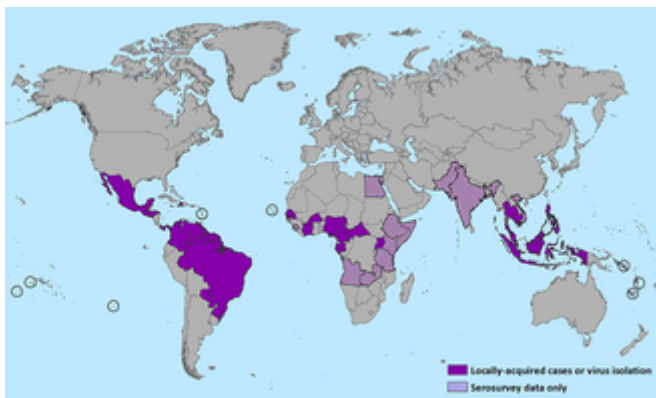 Locally-acquired cases or virus isolation
Serosurvey data only